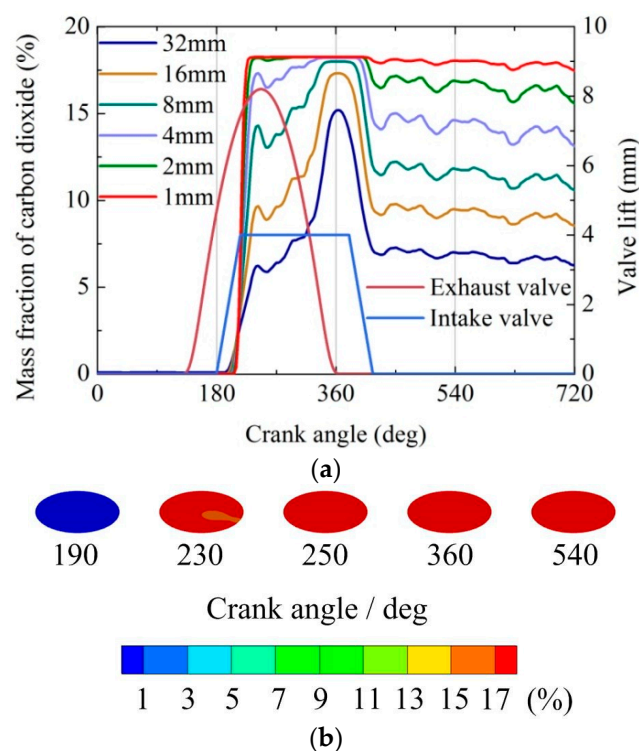 Mass fraction of carbon dioxide (%)
20
15
10
5
0
32mm
16mm
8mm
4mm
2mm
1mm
Exhaust valve
Intake valve
10
8
6
4
2
0
Valve lift (mm)
0 180 360 540 720
Crank angle (deg)
(a)
190 230 250 360 540
Crank angle / deg
1 3 5 7 9 11 13 15 17 (%)
(b)